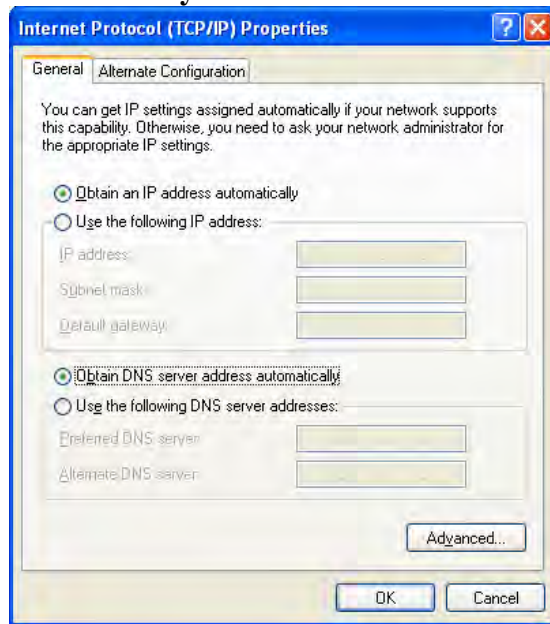 Internet Protocol (TCP/IP) Properties
General
Alternate Configuration
You can get IP settings assigned automatically if your network supports
this capability. Otherwise, you need to ask your network administrator for
the appropriate IP settings.
Obtain an IP address automatically
Use the following IP address:
IP address:
Subnet mask:
Default gateway:
Obtain DNS server address automatically
Use the following DNS server addresses:
Preferred DNS server:
Alternate DNS server:
Advanced...
OK
Cancel